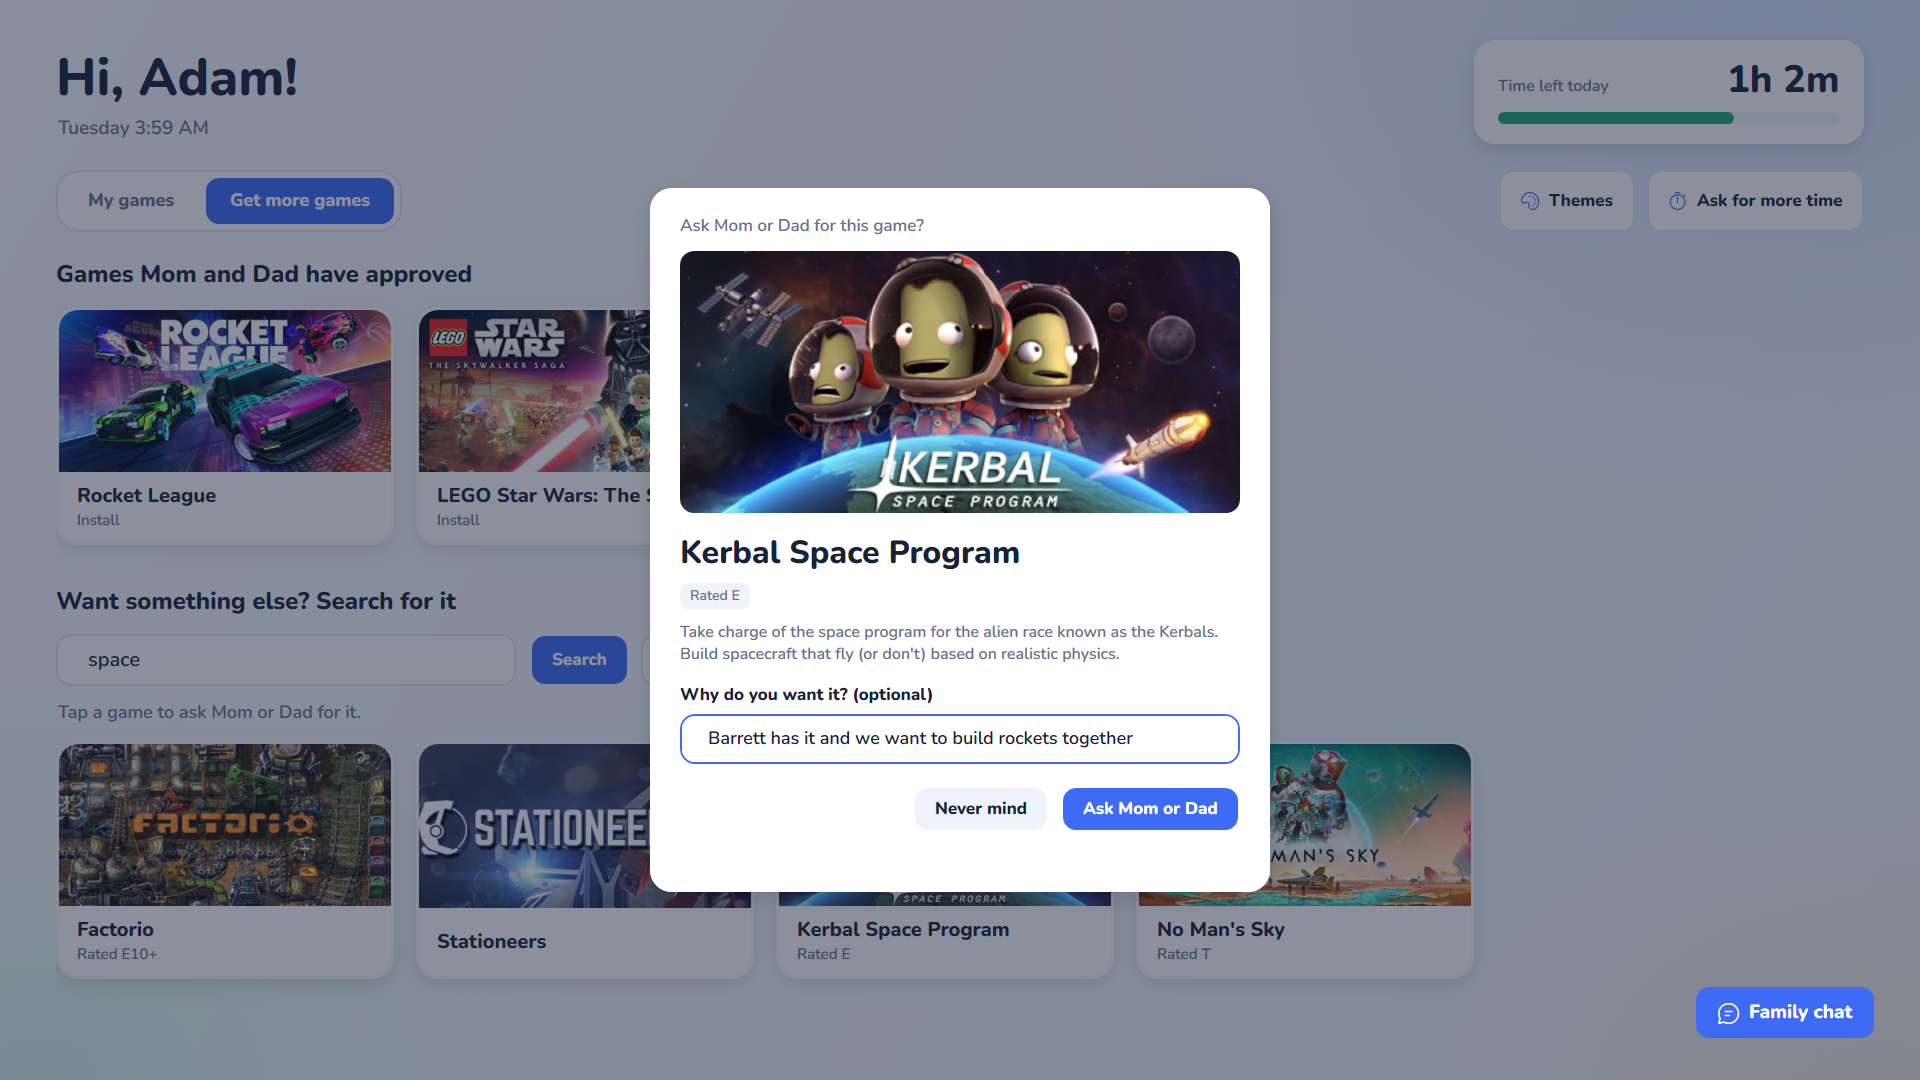 Hi, Adam!
Tuesday 3:59 AM
Time left today
1h 2m
My games
Get more games
Themes
Ask for more time
Games Mom and Dad have approved
ROCKET
LEAGUE
Rocket League
Install
LEGO STAR WARS
THE SKYWALKER SAGA
LEGO Star Wars: The
Install
Want something else? Search for it
space
Search
Tap a game to ask Mom or Dad for it.
FACTORIO
Factorio
Rated E10+
STATIONEE
Stationeers
SPACE PROGRAM
Kerbal Space Program
Rated E
MAN'S SKY
No Man's Sky
Rated T
Ask Mom or Dad for this game?
KERBAL
SPACE PROGRAM
Kerbal Space Program
Rated E
Take charge of the space program for the alien race known as the Kerbals.
Build spacecraft that fly (or don't) based on realistic physics.
Why do you want it? (optional)
Barrett has it and we want to build rockets together
Never mind
Ask Mom or Dad
Family chat